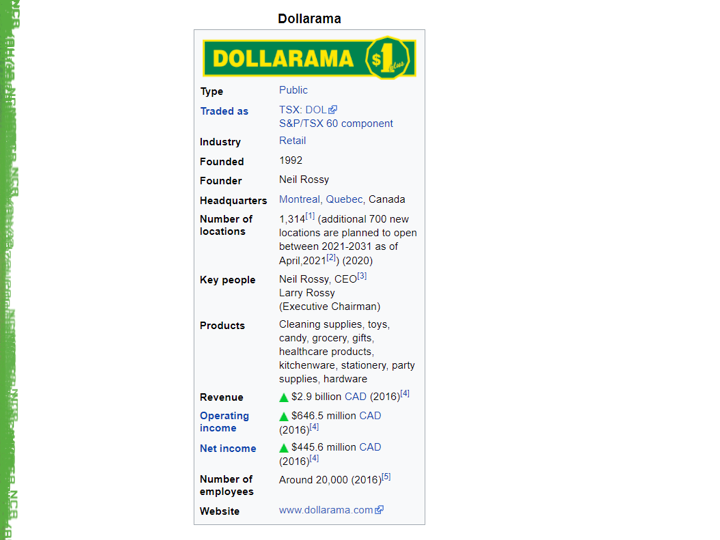 Dollarama
DOLLARAMA $1 plus
Type Public
Traded as TSX: DOL
S&P/TSX 60 component
Industry Retail
Founded 1992
Founder Neil Rossy
Headquarters Montreal, Quebec, Canada
Number of locations 1,314[1] (additional 700 new
locations are planned to open
between 2021-2031 as of
April,2021[2]) (2020)
Key people Neil Rossy, CEO[3]
Larry Rossy
(Executive Chairman)
Products Cleaning supplies, toys,
candy, grocery, gifts,
healthcare products,
kitchenware, stationery, party
supplies, hardware
Revenue ▲ $2.9 billion CAD (2016)[4]
Operating income ▲ $646.5 million CAD
(2016)[4]
Net income ▲ $445.6 million CAD
(2016)[4]
Number of employees Around 20,000 (2016)[5]
Website www.dollarama.com